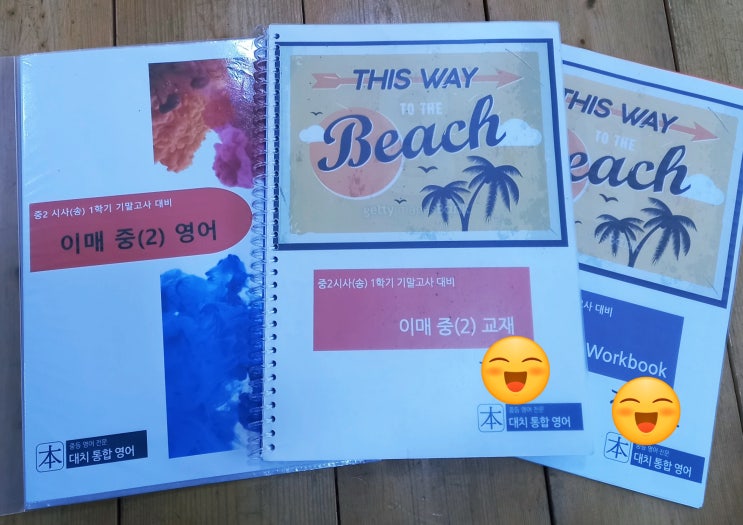 중2 시사(송) 1학기 기말고사 대비
이매 중(2) 영어
本
중등 영어 전문
대치 통합 영어
THIS WAY
TO THE
Beach
중2시사(송) 1학기 기말고사 대비
이매 중(2) 교재
本
중등 영어 전문
대치 통합 영어
THIS WAY
TO THE
each
고사 대비
Workbook
本
중등 영어 전문
대치 통합 영어